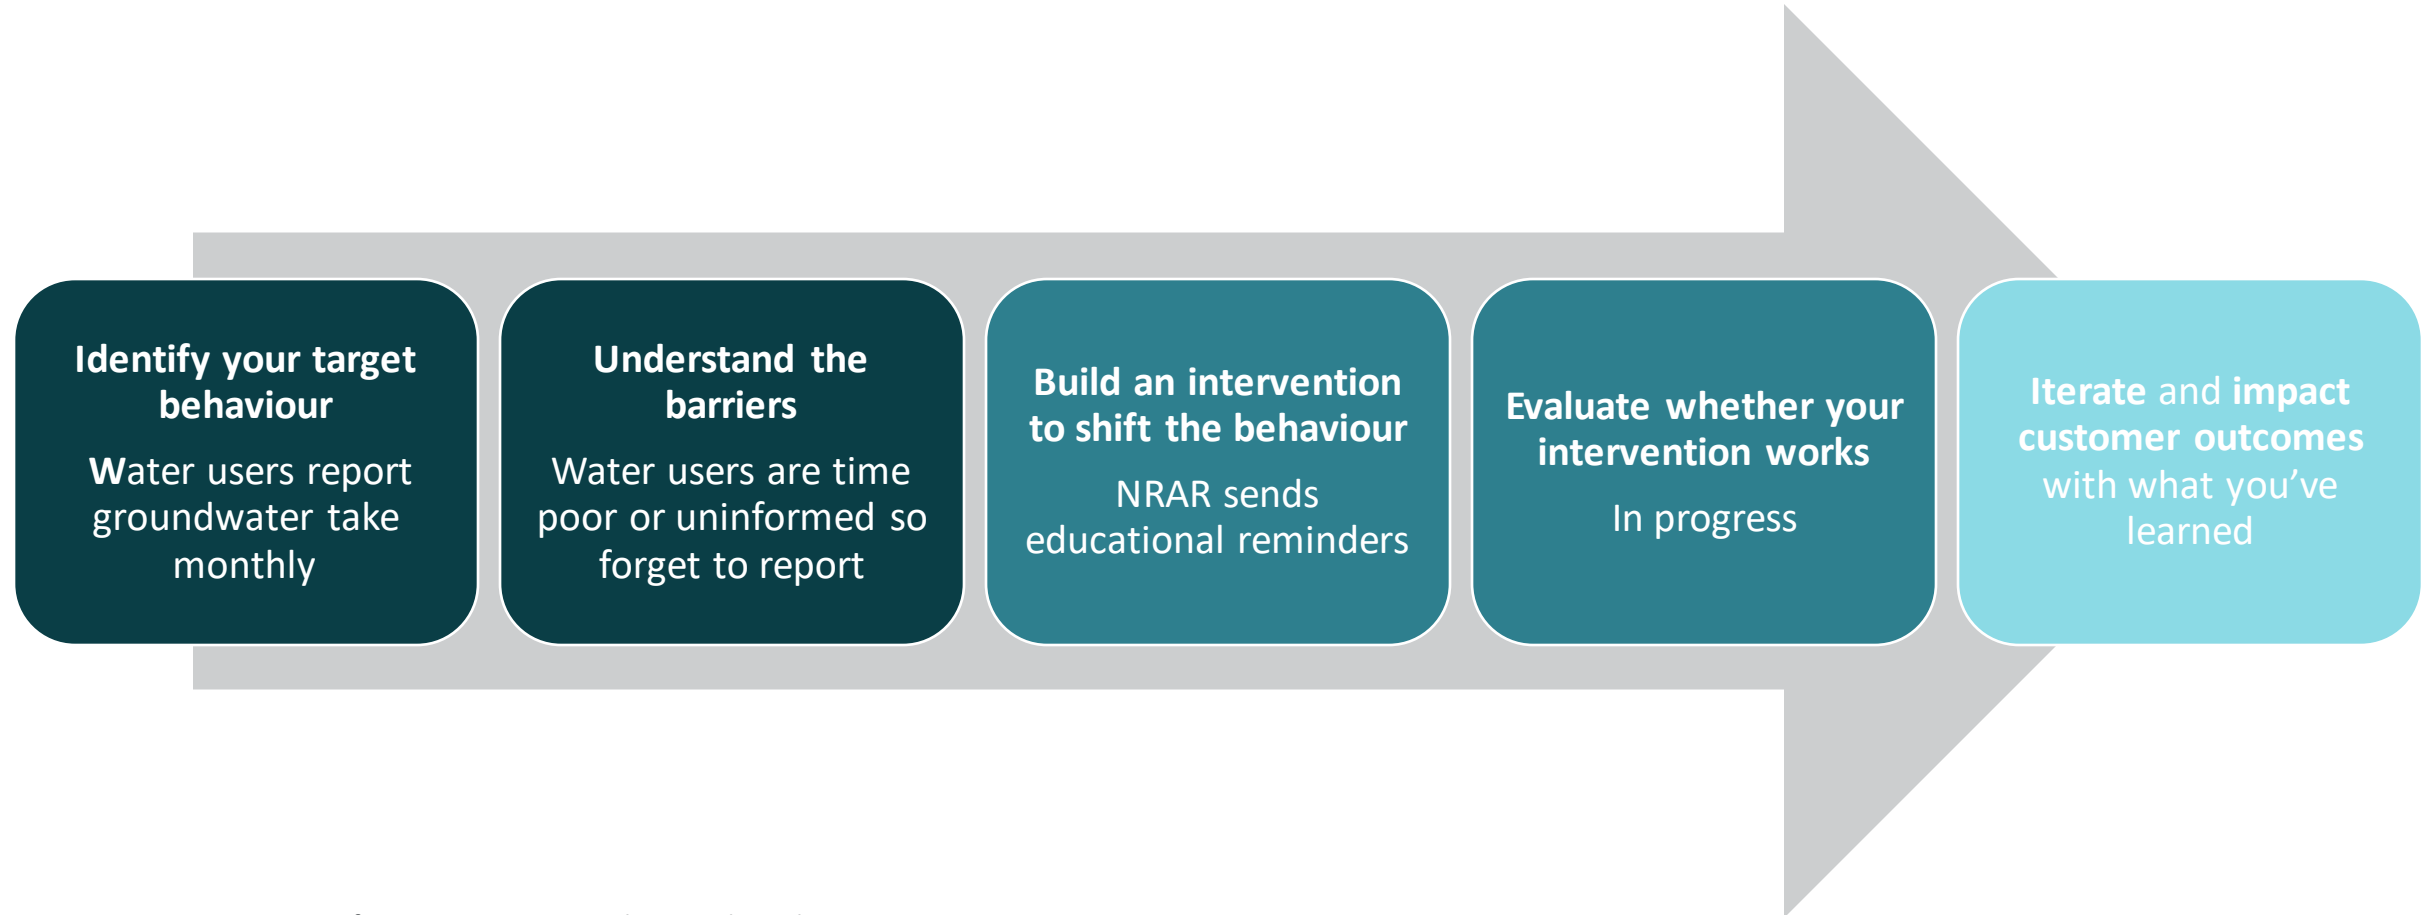 Identify your target
behaviour
Water users report
groundwater take
monthly
Understand the
barriers
Water users are time
poor or uninformed so
forget to report
Build an intervention
to shift the behaviour
NRAR sends
educational reminders
Evaluate whether your
intervention works
In progress
Iterate and impact
customer outcomes
with what you’ve
learned